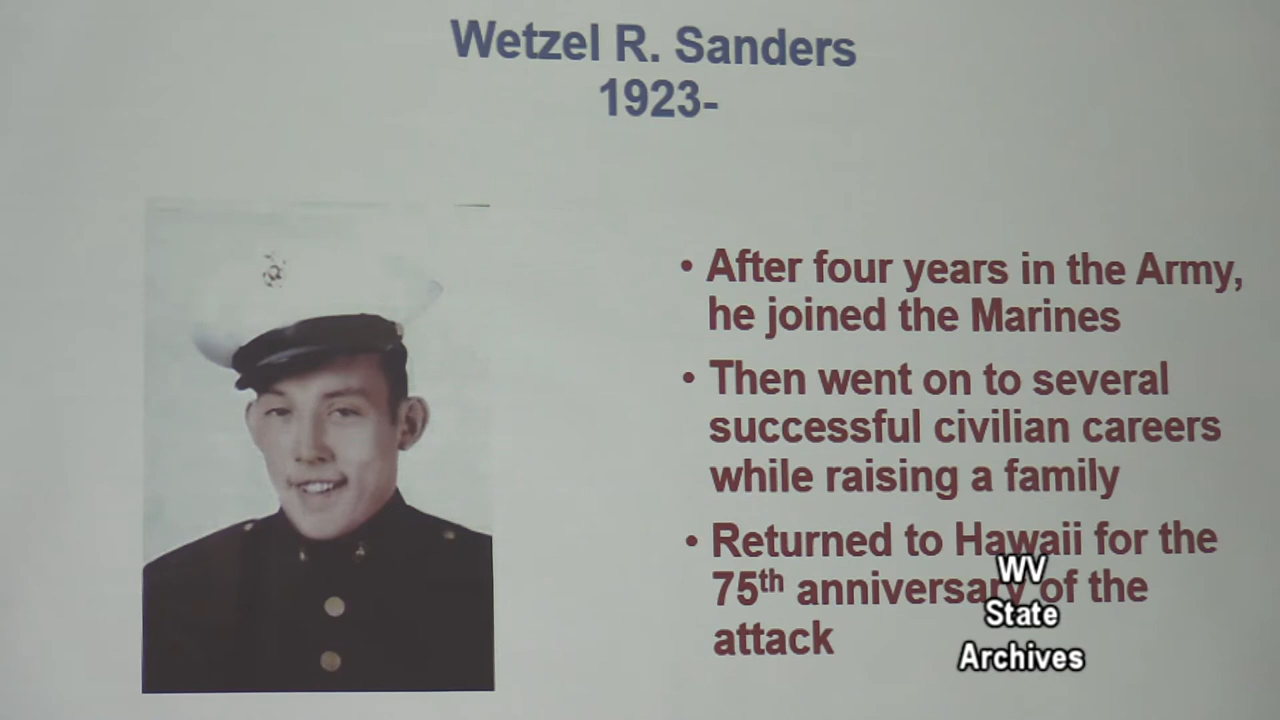 Wetzel R. Sanders
1923-
• After four years in the Army,
he joined the Marines
• Then went on to several
successful civilian careers
while raising a family
• Returned to Hawaii for the
75th anniversary of the
attack
WV
State
Archives